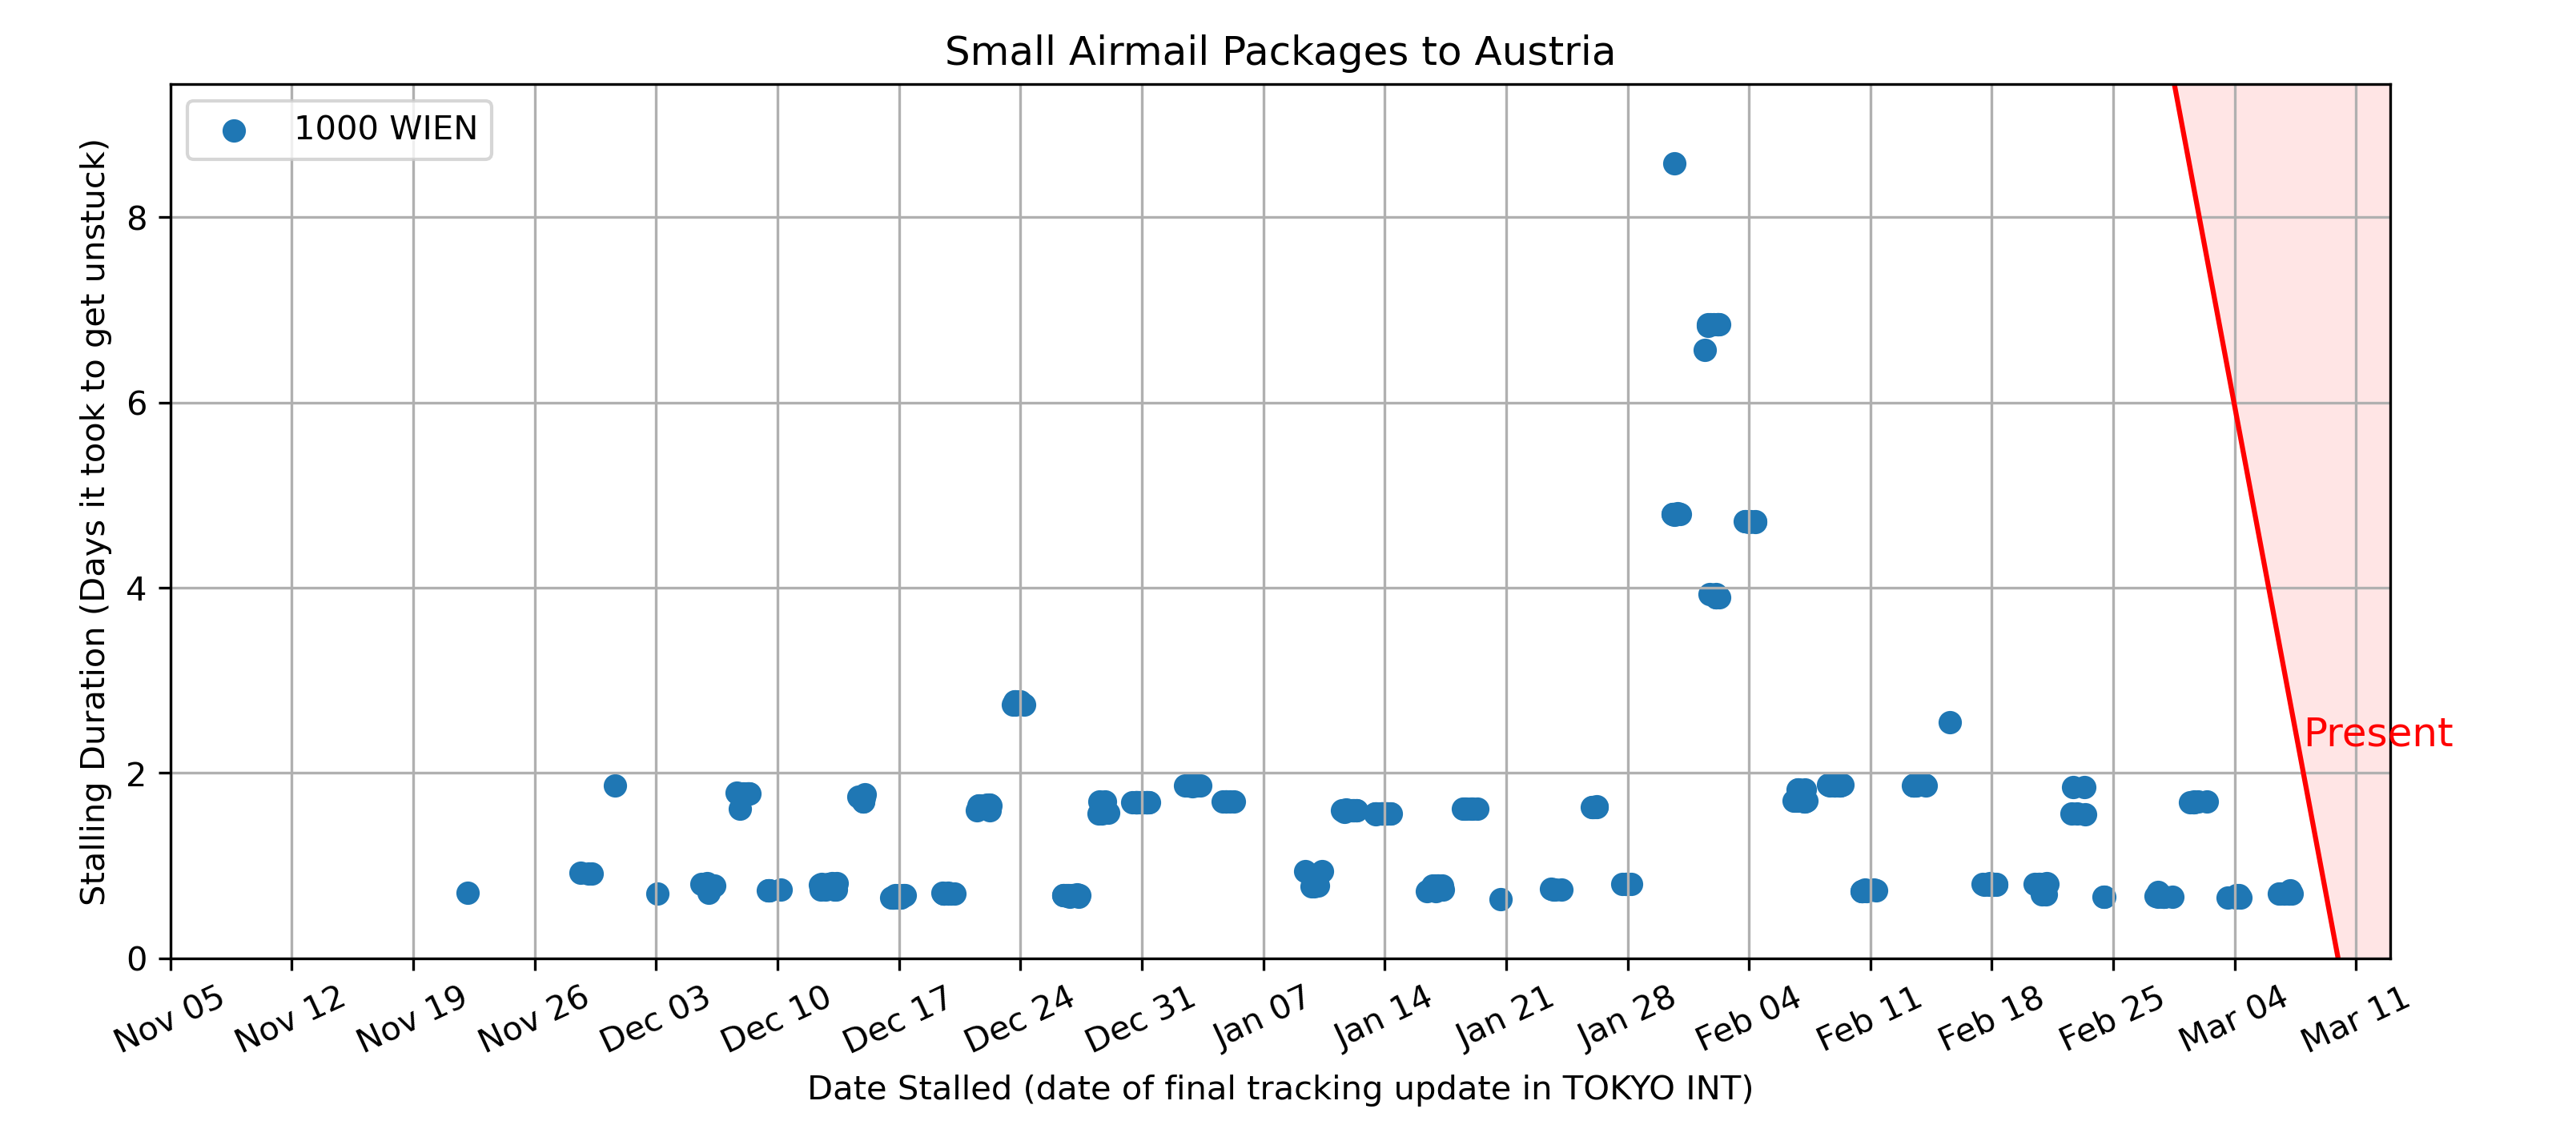 Small Airmail Packages to Austria
1000 WIEN
Stalling Duration (Days it took to get unstuck)
8
6
4
2
0
Present
Nov 05
Nov 12
Nov 19
Nov 26
Dec 03
Dec 10
Dec 17
Dec 24
Dec 31
Jan 07
Jan 14
Jan 21
Jan 28
Feb 04
Feb 11
Feb 18
Feb 25
Mar 04
Mar 11
Date Stalled (date of final tracking update in TOKYO INT)